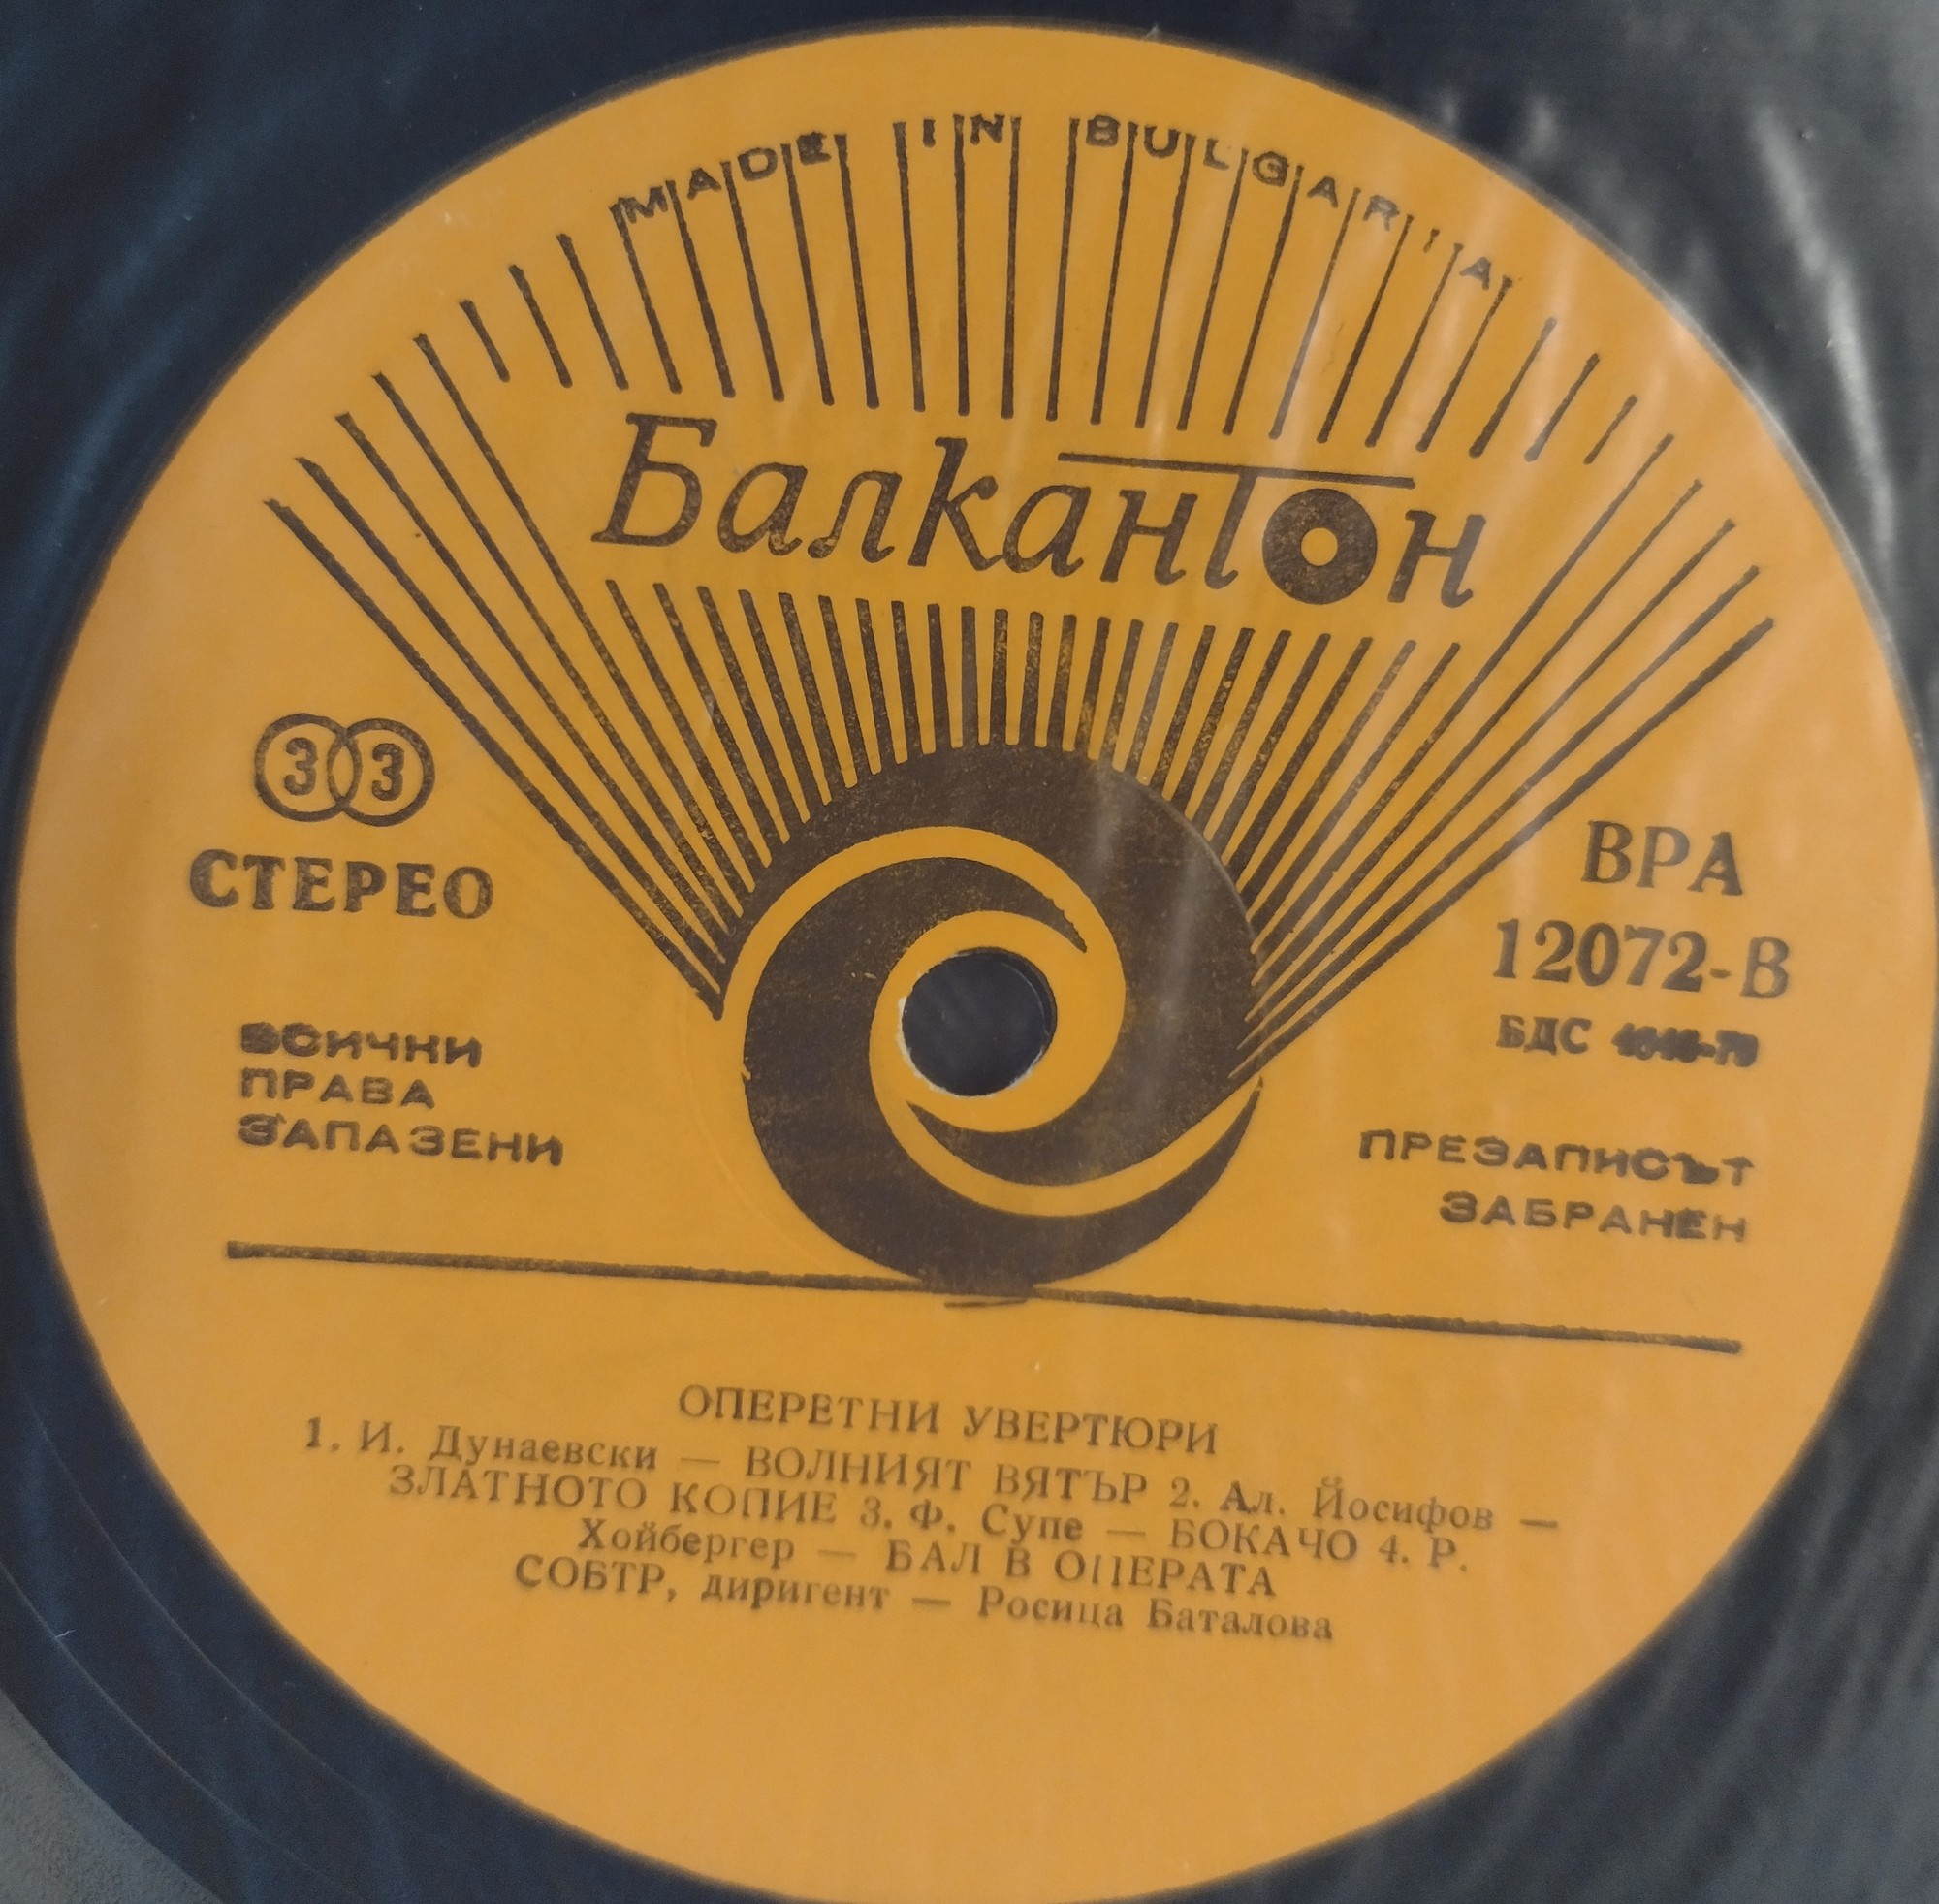 MADE IN BULGARIA
Балкантон
33
СТЕРЕО
ВРА
12072-В
БДС
ВСИЧКИ
ПРАВА
ЗАПАЗЕНИ
ПРЕЗАПИСЪТ
ЗАБРАНЕН
ОПЕРЕТНИ УВЕРТЮРИ
1. И. Дунаевски — ВОЛНИЯТ ВЯТЪР 2. Ал. Йосифов —
ЗЛАТНОТО КОПИЕ 3. Ф. Супе — БОКАЧО 4. Р.
Хойбергер — БАЛ В ОПЕРАТА
СОБТР, диригент — Росица Баталова